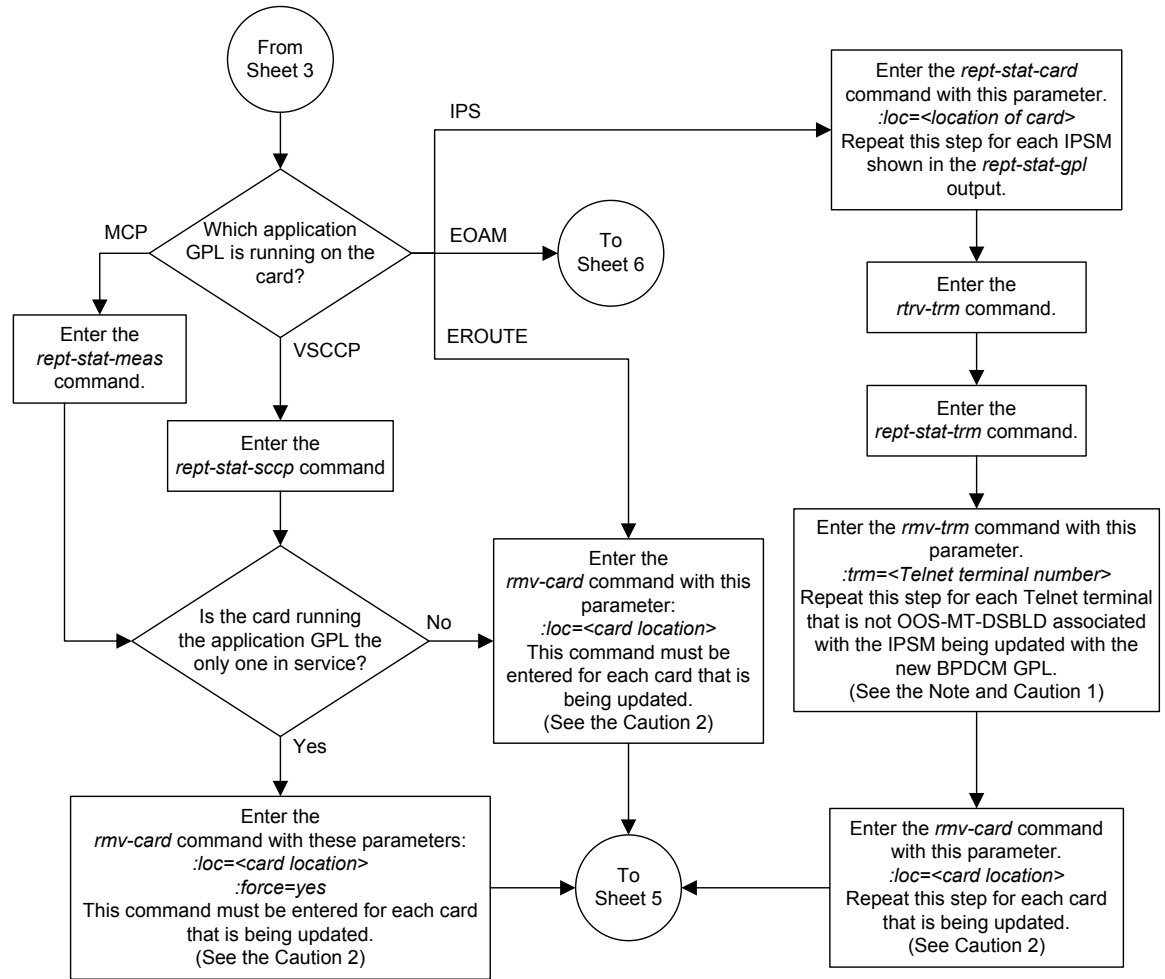 From
Sheet 3
Which application
GPL is running on the
card?
MCP
IPS
EOAM
EROUTE
VSCCP
To
Sheet 6
Enter the
rept-stat-meas
command.
Enter the
rept-stat-sccp command
Is the card running
the application GPL the
only one in service?
No
Yes
Enter the
rmv-card command with this
parameter:
:loc=<card location>
This command must be
entered for each card that is
being updated.
(See the Caution 2)
Enter the
rmv-card command with these parameters:
:loc=<card location>
:force=yes
This command must be entered for each card
that is being updated.
(See the Caution 2)
Enter the rept-stat-card
command with this parameter.
:loc=<location of card>
Repeat this step for each IPSM
shown in the rept-stat-gpl
output.
Enter the
rtrv-trm command.
Enter the
rept-stat-trm command.
Enter the rmv-trm command with this
parameter.
:trm=<Telnet terminal number>
Repeat this step for each Telnet terminal
that is not OOS-MT-DSBLD associated
with the IPSM being updated with the
new BPDCM GPL.
(See the Note and Caution 1)
Enter the rmv-card command
with this parameter.
:loc=<card location>
Repeat this step for each card
that is being updated.
(See Caution 2)
To
Sheet 5